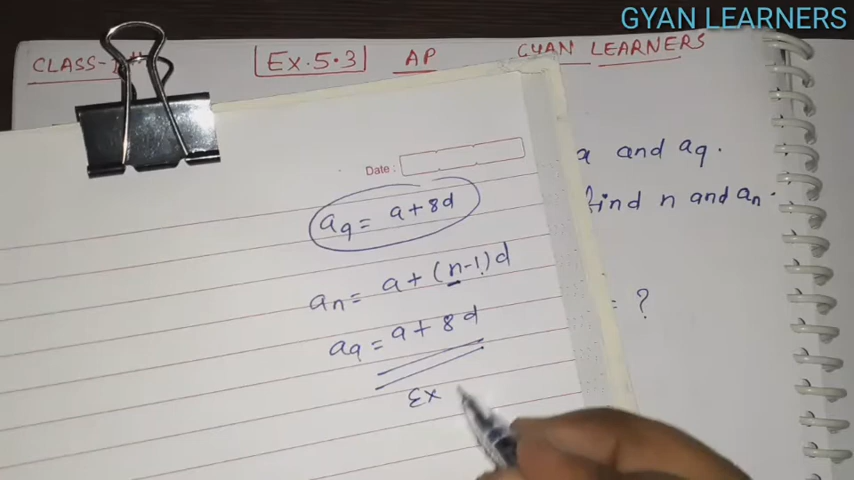 GYAN LEARNERS
Ex.5.3 AP GYAN LEARNERS
and a9.
find n and an.
= ?
Date :
a9 = a+8d
an = a+(n-1)d
a9 = a+8d
Ex